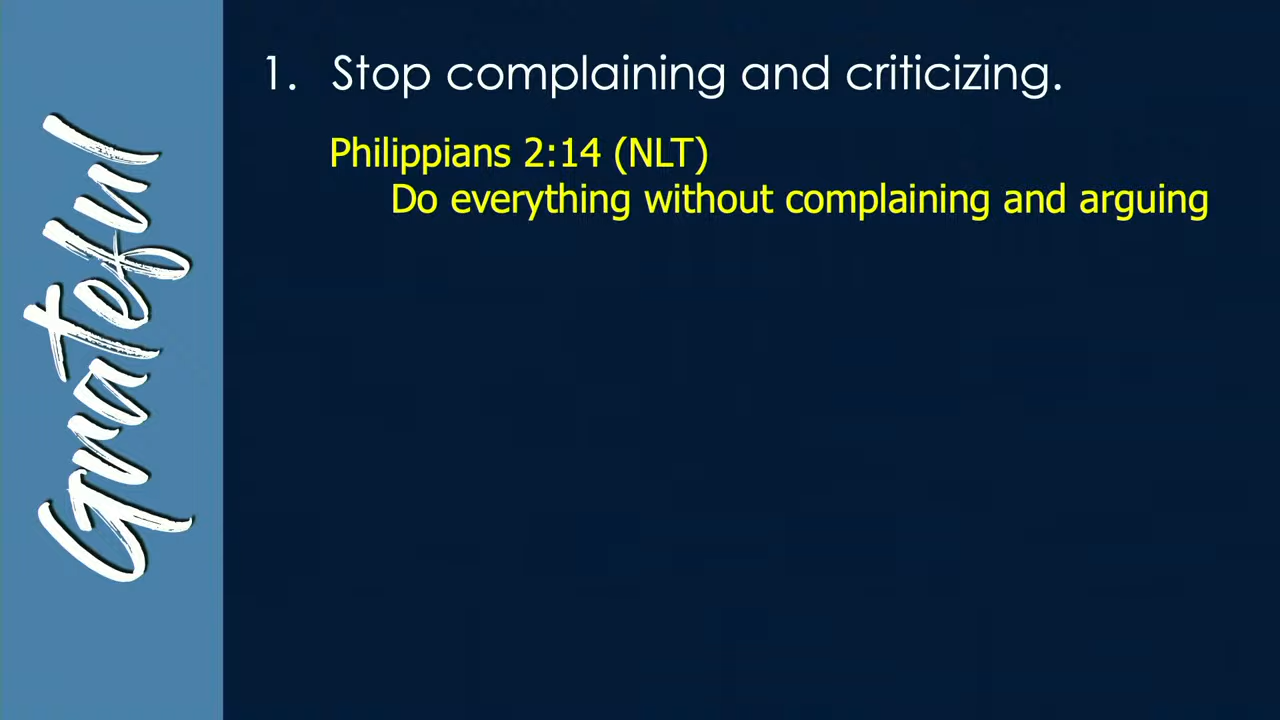 Grateful
1. Stop complaining and criticizing.
Philippians 2:14 (NLT)
Do everything without complaining and arguing